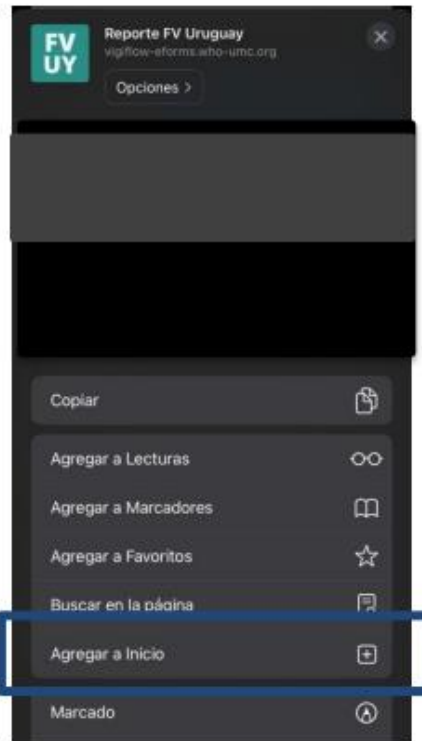 FV
UY
Reporte FV Uruguay
vigiflow-eforms.who-umc.org
Opciones >
Copiar
Agregar a Lecturas
Agregar a Marcadores
Agregar a Favoritos
Buscar en la página
Agregar a Inicio
Marcado